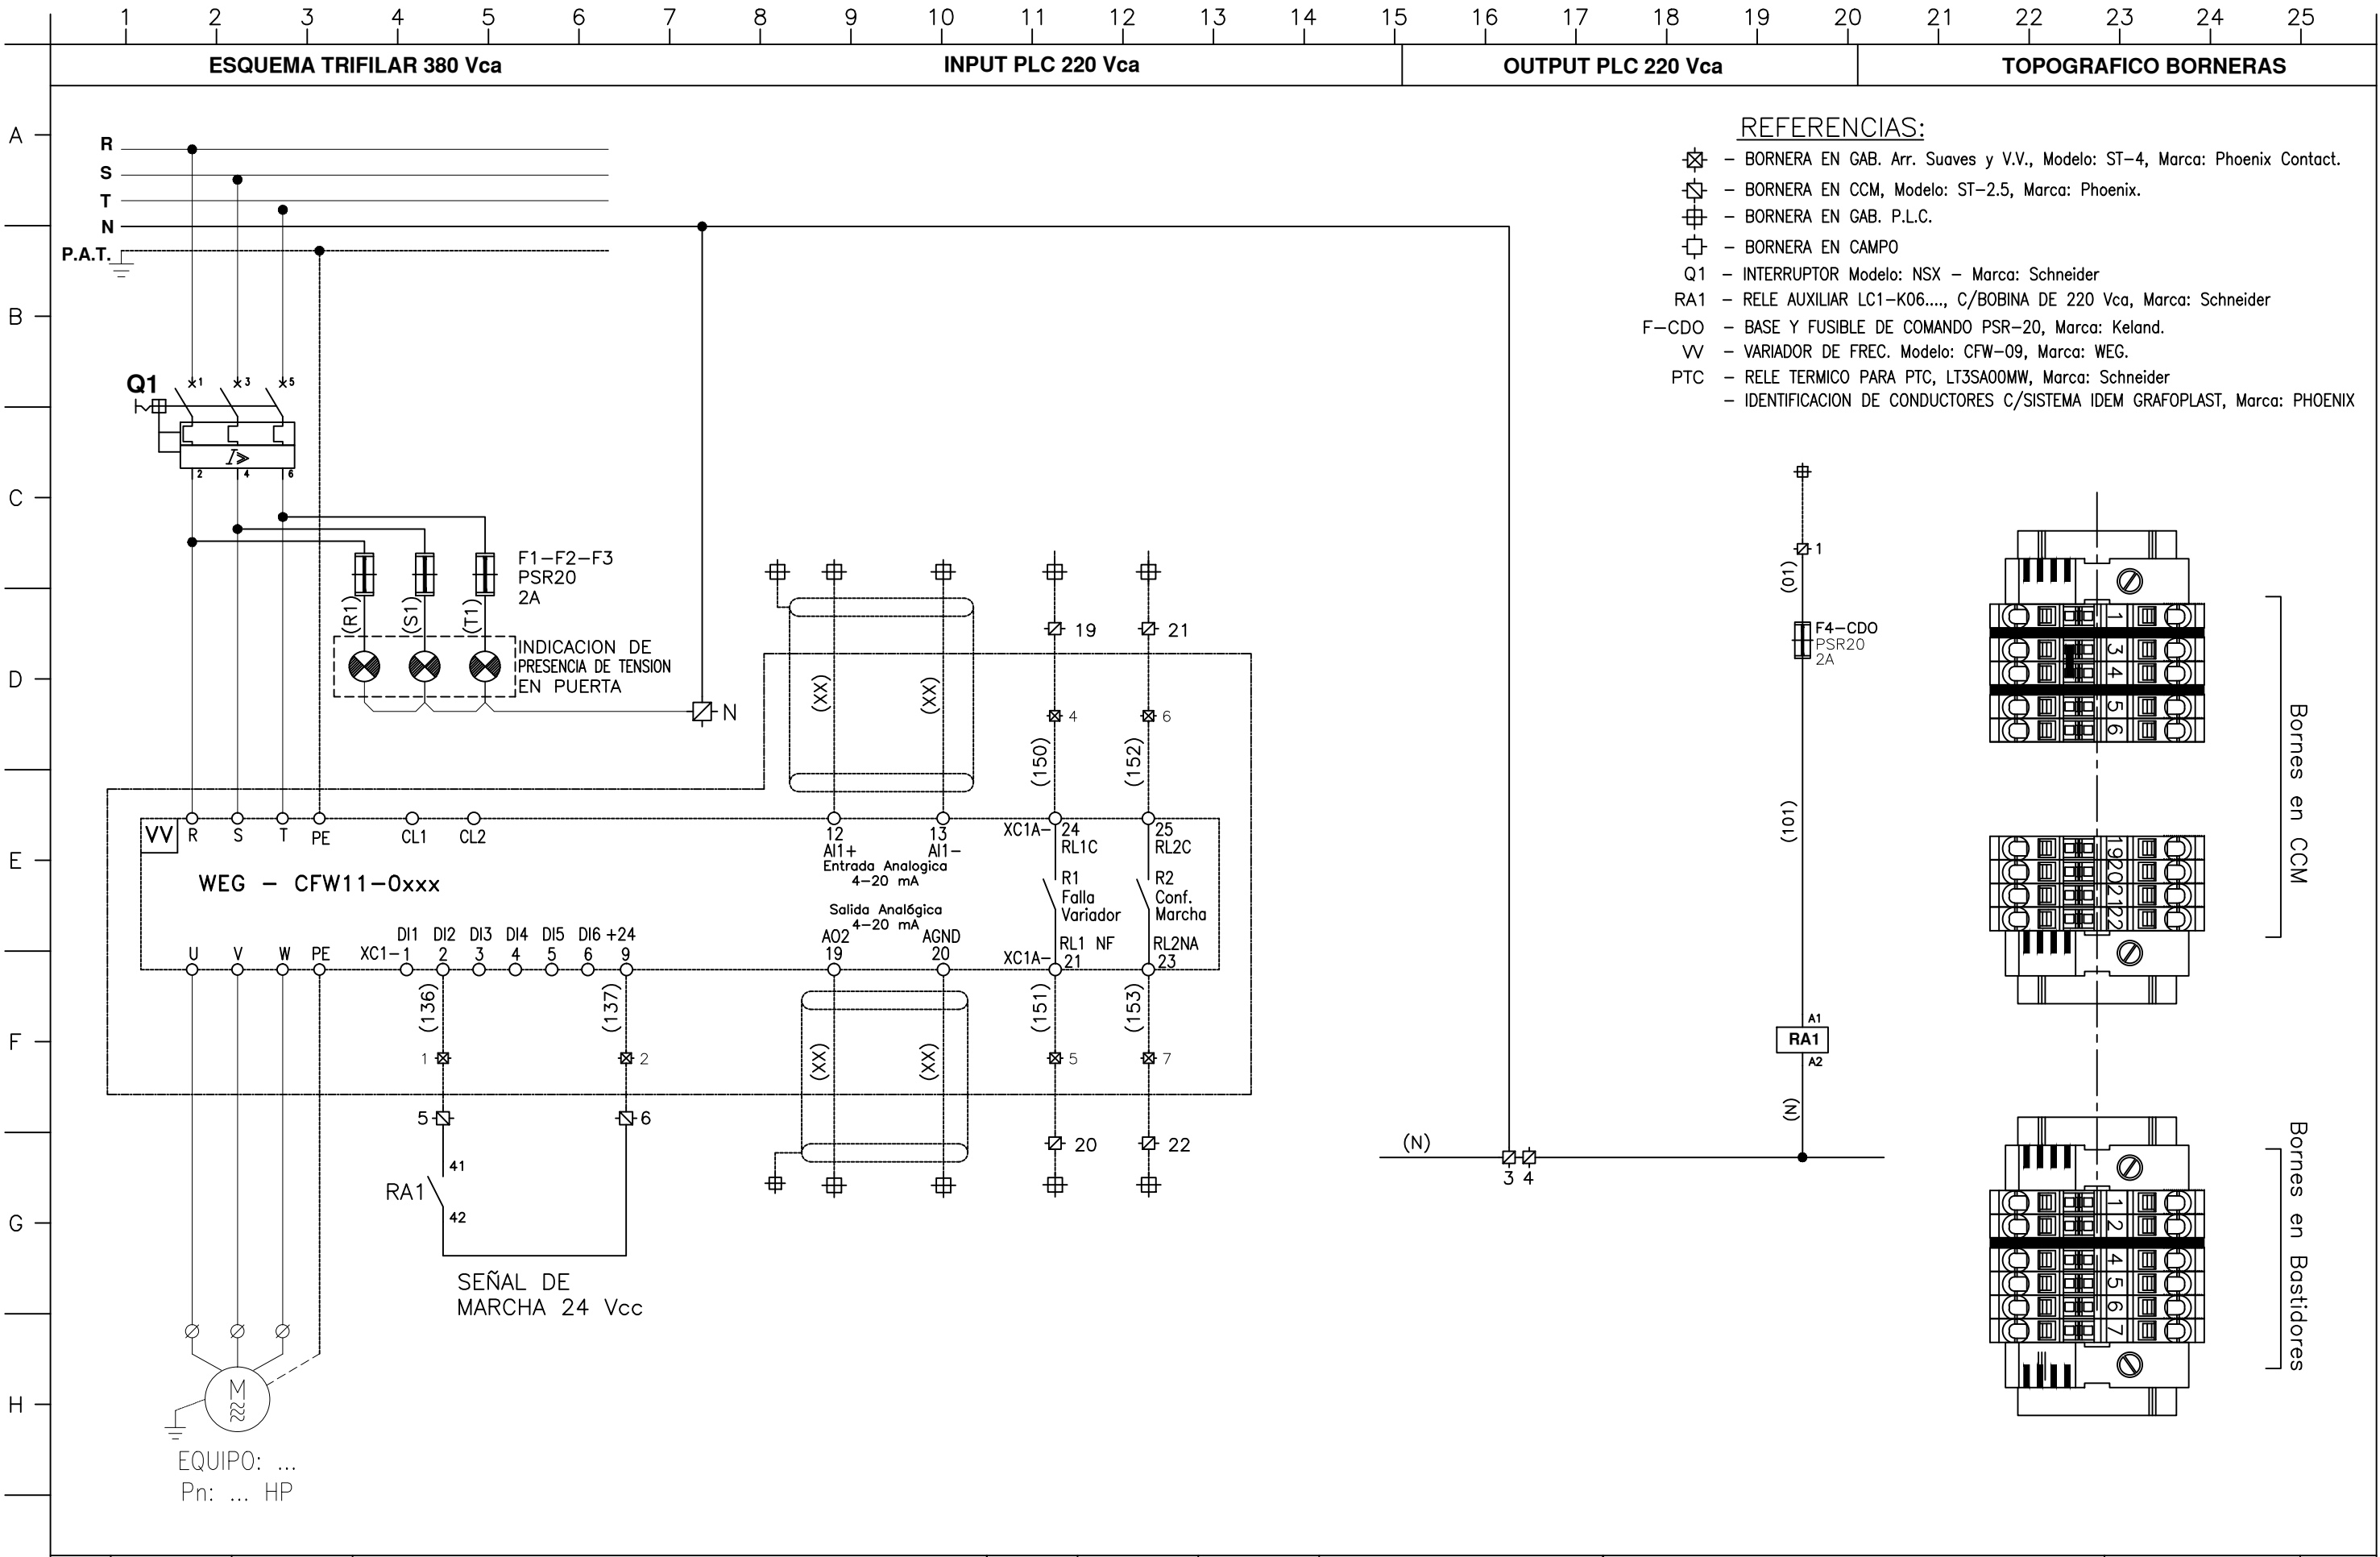 1 2 3 4 5 6 7 8 9 10 11 12 13 14 15 16 17 18 19 20 21 22 23 24 25
ESQUEMA TRIFILAR 380 Vca
INPUT PLC 220 Vca
OUTPUT PLC 220 Vca
TOPOGRAFICO BORNERAS
A
B
C
D
E
F
G
H
R
S
T
N
P.A.T.
REFERENCIAS:
– BORNERA EN GAB. Arr. Suaves y V.V., Modelo: ST-4, Marca: Phoenix Contact.
– BORNERA EN CCM, Modelo: ST-2.5, Marca: Phoenix.
– BORNERA EN GAB. P.L.C.
– BORNERA EN CAMPO
Q1 – INTERRUPTOR Modelo: NSX – Marca: Schneider
RA1 – RELE AUXILIAR LC1-K06...., C/BOBINA DE 220 Vca, Marca: Schneider
F-CDO – BASE Y FUSIBLE DE COMANDO PSR-20, Marca: Keland.
VV – VARIADOR DE FREC. Modelo: CFW-09, Marca: WEG.
PTC – RELE TERMICO PARA PTC, LT3SA00MW, Marca: Schneider
– IDENTIFICACION DE CONDUCTORES C/SISTEMA IDEM GRAFOPLAST, Marca: PHOENIX
Q1
1 3 5
I>
2 4 6
F1-F2-F3
PSR20
2A
(R1) (S1) (T1)
INDICACION DE
PRESENCIA DE TENSION
EN PUERTA
N
19 21
(XX) (XX)
4 6
(150) (152)
VV
R S T PE CL1 CL2
12 13
AI1+ AI1-
Entrada Analogica
4-20 mA
XC1A- 24 25
RL1C RL2C
WEG - CFW11-0xxx
R1
Falla
Variador
R2
Conf.
Marcha
Salida Analógica
4-20 mA
AO2 AGND
19 20
DI1 DI2 DI3 DI4 DI5 DI6 +24
U V W PE XC1- 1 2 3 4 5 6 9
RL1 NF RL2NA
XC1A- 21 23
(136) (137)
(XX) (XX)
(151) (153)
1 2
5 7
5 6
20 22
41
RA1
42
SEÑAL DE
MARCHA 24 Vcc
M
EQUIPO: ...
Pn: ... HP
1
(01)
F4-CDO
PSR20
2A
(101)
A1
RA1
A2
(N)
(N)
3 4
1
3
4
5
6
19
20
21
22
Bornes en CCM
1
2
4
5
6
7
Bornes en Bastidores